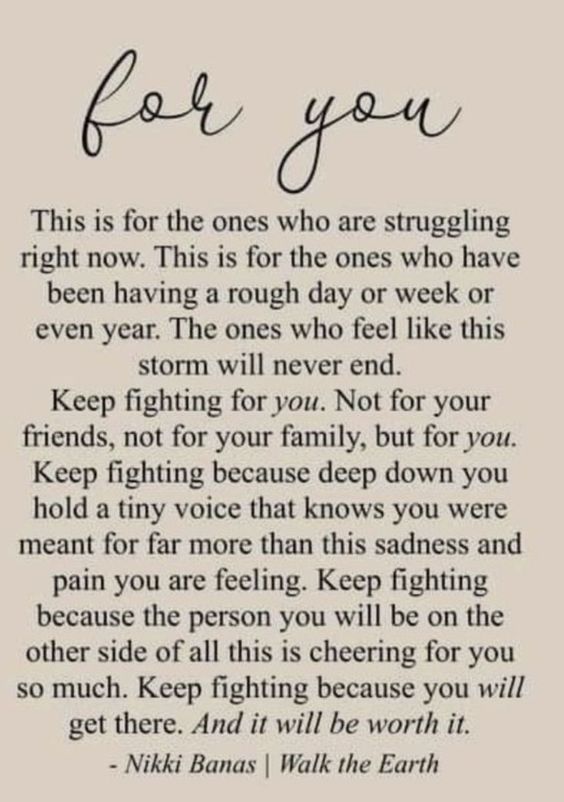 for you
This is for the ones who are struggling
right now. This is for the ones who have
been having a rough day or week or
even year. The ones who feel like this
storm will never end.
Keep fighting for you. Not for your
friends, not for your family, but for you.
Keep fighting because deep down you
hold a tiny voice that knows you were
meant for far more than this sadness and
pain you are feeling. Keep fighting
because the person you will be on the
other side of all this is cheering for you
so much. Keep fighting because you will
get there. And it will be worth it.
- Nikki Banas | Walk the Earth